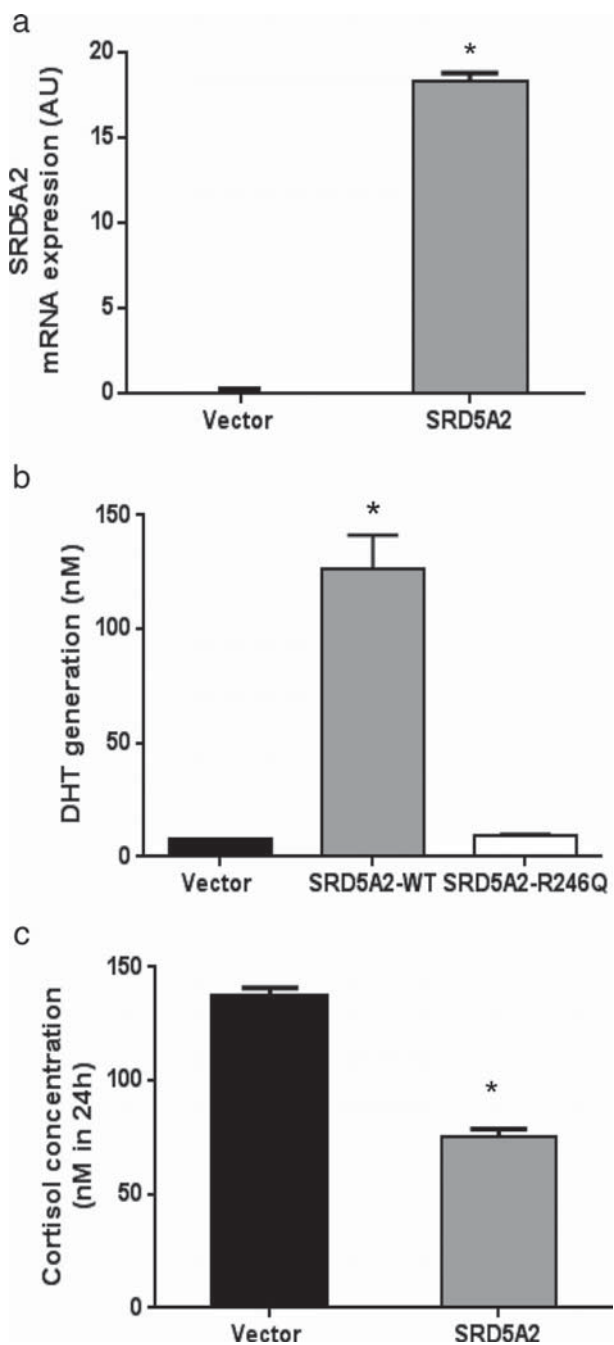 a
SRD5A2
mRNA expression (AU)
20
15
10
5
0
*
Vector SRD5A2
b
DHT generation (nM)
150
100
50
0
*
Vector SRD5A2-WT SRD5A2-R246Q
c
Cortisol concentration
(nM in 24h)
150
100
50
0
*
Vector SRD5A2